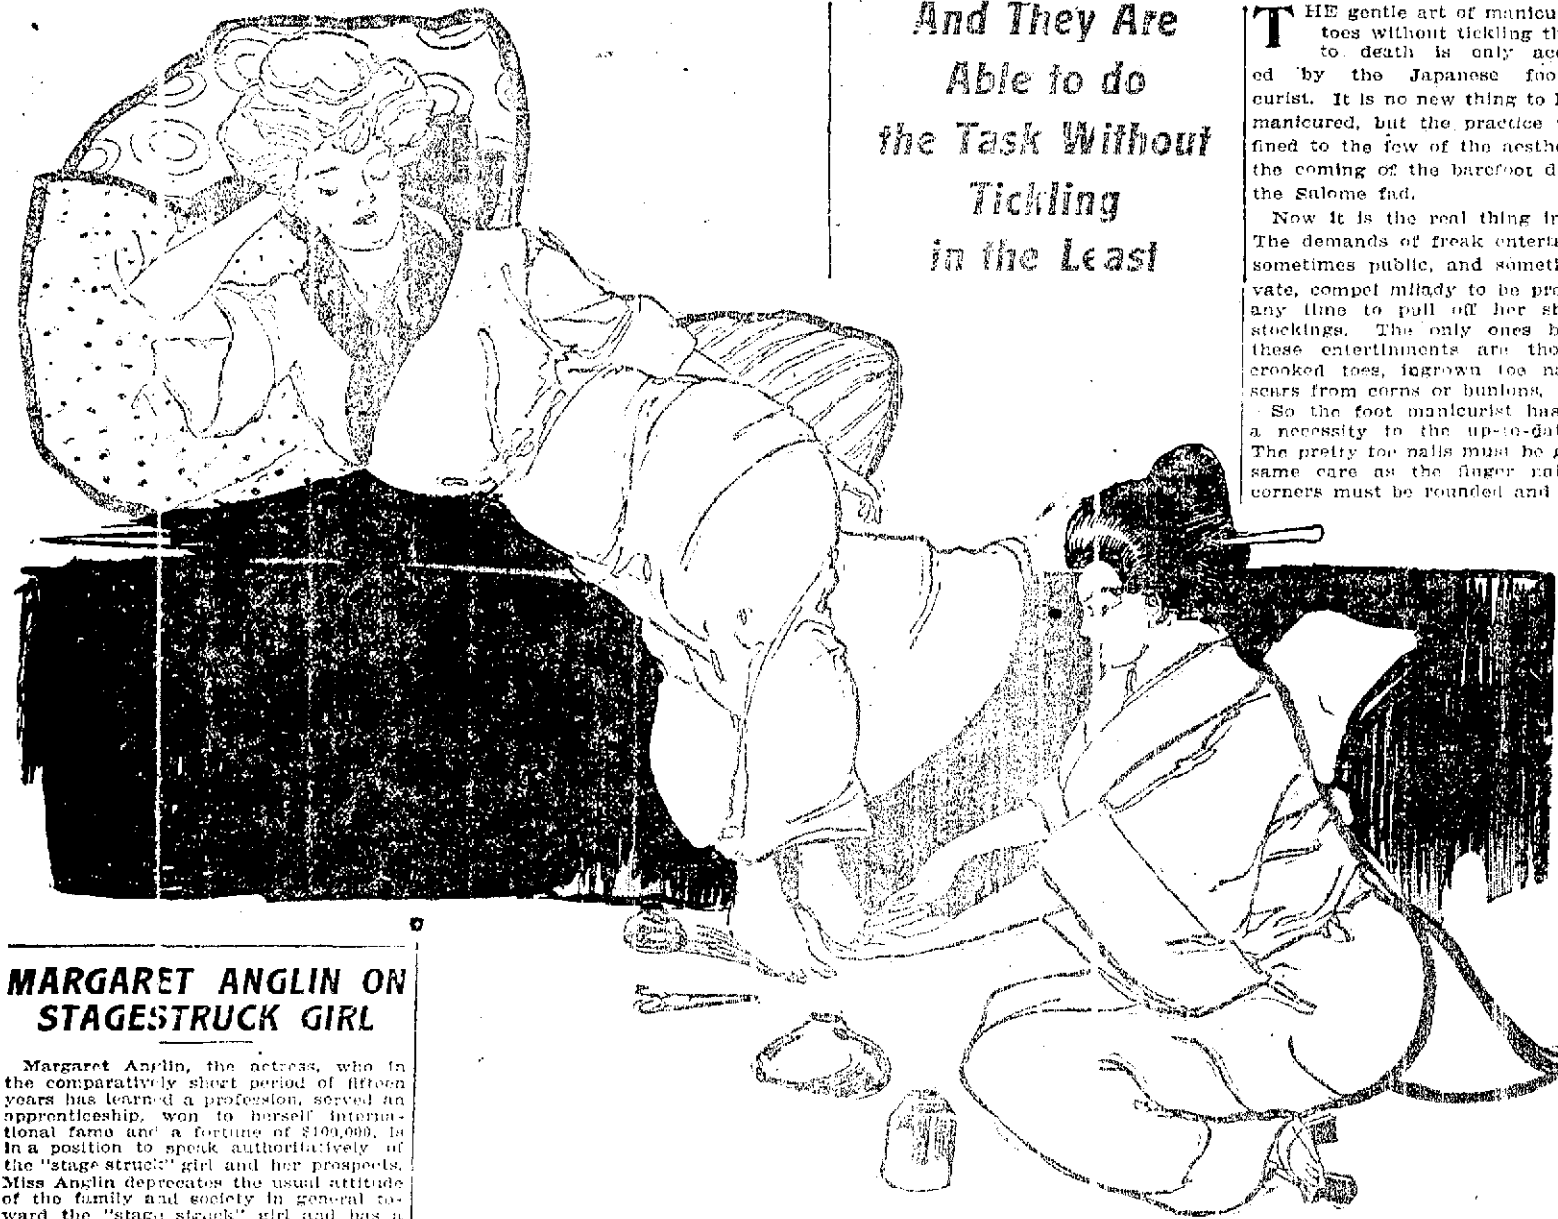 And They Are
Able to do
the Task Without
Tickling
in the Least
THE gentle art of manicu
toes without tickling th
to death is only ac
ed by the Japanese foo
curist. It is no new thing to
manicured, but the practice
fined to the few of the aesthe
the coming of the barefoot d
the Salome fad.
Now it is the real thing in
The demands of freak enterta
sometimes public, and someti
vate, compel milady to be pre
any time to pull off her sh
stockings. The only ones b
these entertinments are tho
crooked toes, ingrown toe na
scars from corns or bunions,
So the foot manicurist has
a necessity to the up-to-dat
The pretty toe nails must be g
same care as the finger nai
corners must be rounded and
MARGARET ANGLIN ON
STAGESTRUCK GIRL
Margaret Anglin, the actress, who in
the comparatively short period of fifteen
years has learned a profession, served an
apprenticeship, won to herself interna-
tional fame and a fortune of $100,000, is
in a position to speak authoritatively of
the "stage struck" girl and her prospects.
Miss Anglin deprecates the usual attitude
of the family and society in general to-
ward the "stage struck" girl and has a